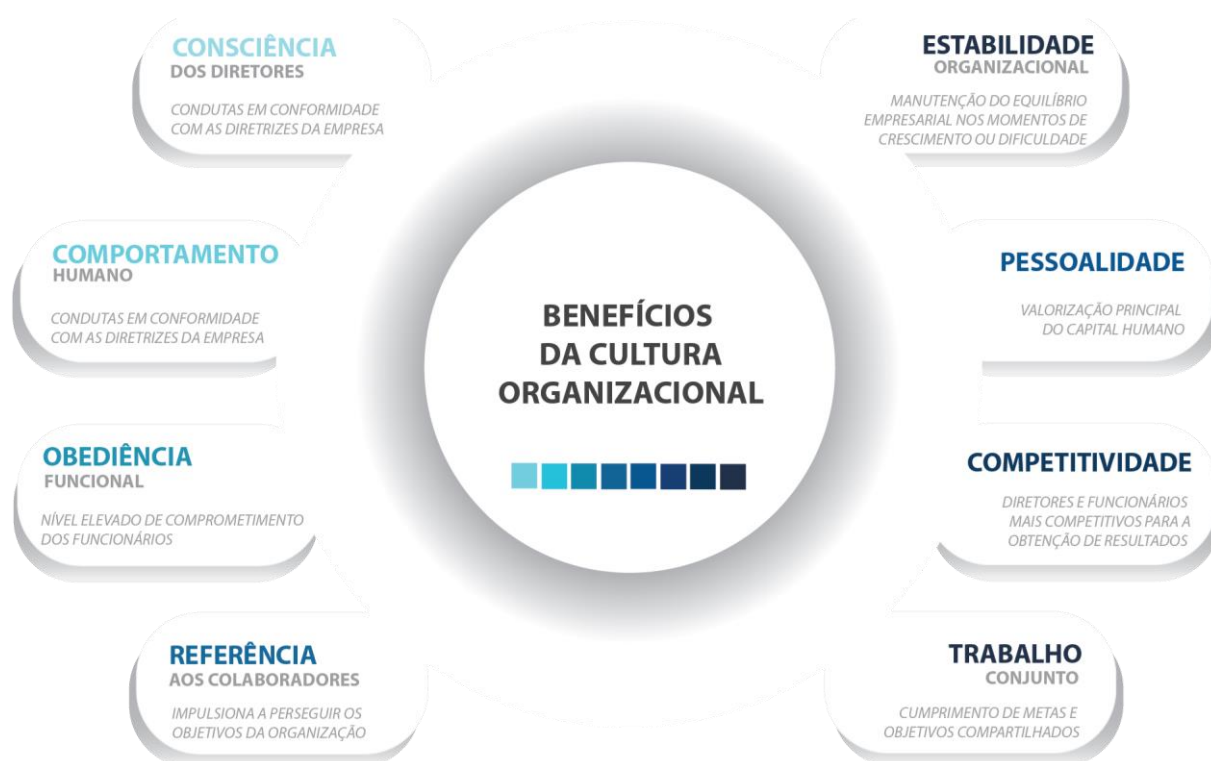 CONSCIÊNCIA
DOS DIRETORES
CONDUTAS EM CONFORMIDADE
COM AS DIRETRIZES DA EMPRESA
COMPORTAMENTO
HUMANO
CONDUTAS EM CONFORMIDADE
COM AS DIRETRIZES DA EMPRESA
OBEDIÊNCIA
FUNCIONAL
NÍVEL ELEVADO DE COMPROMETIMENTO
DOS FUNCIONÁRIOS
REFERÊNCIA
AOS COLABORADORES
IMPULSIONA A PERSEGUIR OS
OBJETIVOS DA ORGANIZAÇÃO
BENEFÍCIOS
DA CULTURA
ORGANIZACIONAL
ESTABILIDADE
ORGANIZACIONAL
MANUTENÇÃO DO EQUILÍBRIO
EMPRESARIAL NOS MOMENTOS DE
CRESCIMENTO OU DIFICULDADE
PESSOALIDADE
VALORIZAÇÃO PRINCIPAL
DO CAPITAL HUMANO
COMPETITIVIDADE
DIRETORES E FUNCIONÁRIOS
MAIS COMPETITIVOS PARA A
OBTENÇÃO DE RESULTADOS
TRABALHO
CONJUNTO
CUMPRIMENTO DE METAS E
OBJETIVOS COMPARTILHADOS